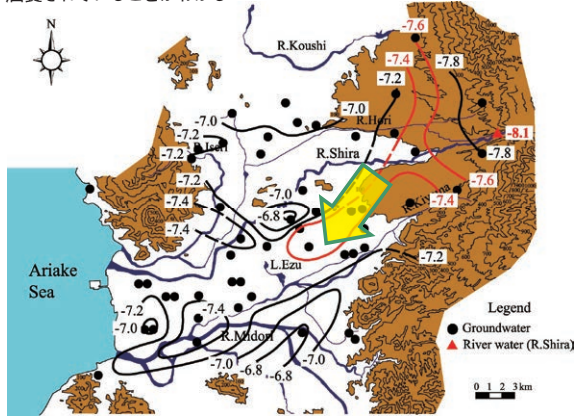 N
-7.6
R.Koushi
-7.4
-7.2
-7.8
-7.0
R.Hori
-8.1
-7.2
R.Iseri
-7.2
R.Shira
-7.8
-7.2
-7.0
-7.6
-7.4
-6.8
-7.4
-7.4
-7.2
L.Ezu
Ariake
Sea
-7.2
-7.4
-7.0
R.Midori
-7.0
-7.0
-6.8
-6.8
Legend
Groundwater
River water (R.Shira)
0 1 2 3 km